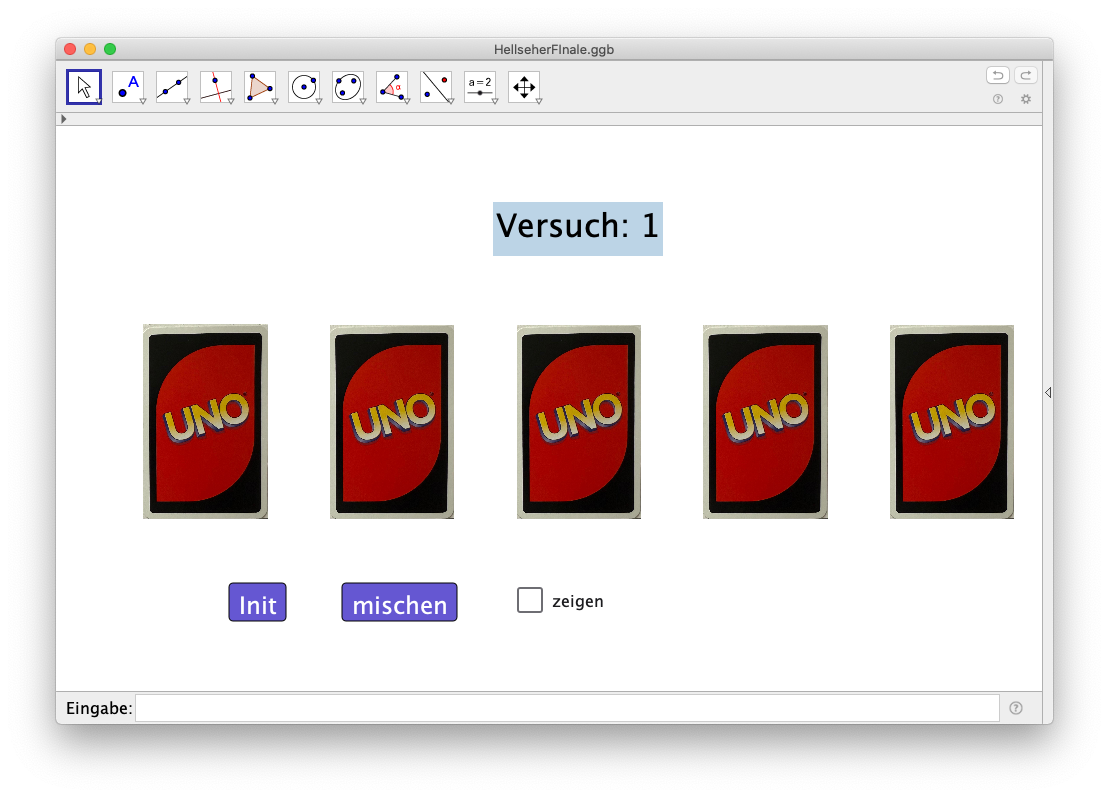 HellseherFInale.ggb
A
α
a=2
Versuch: 1
UNO UNO UNO UNO UNO
Init mischen zeigen
Eingabe: